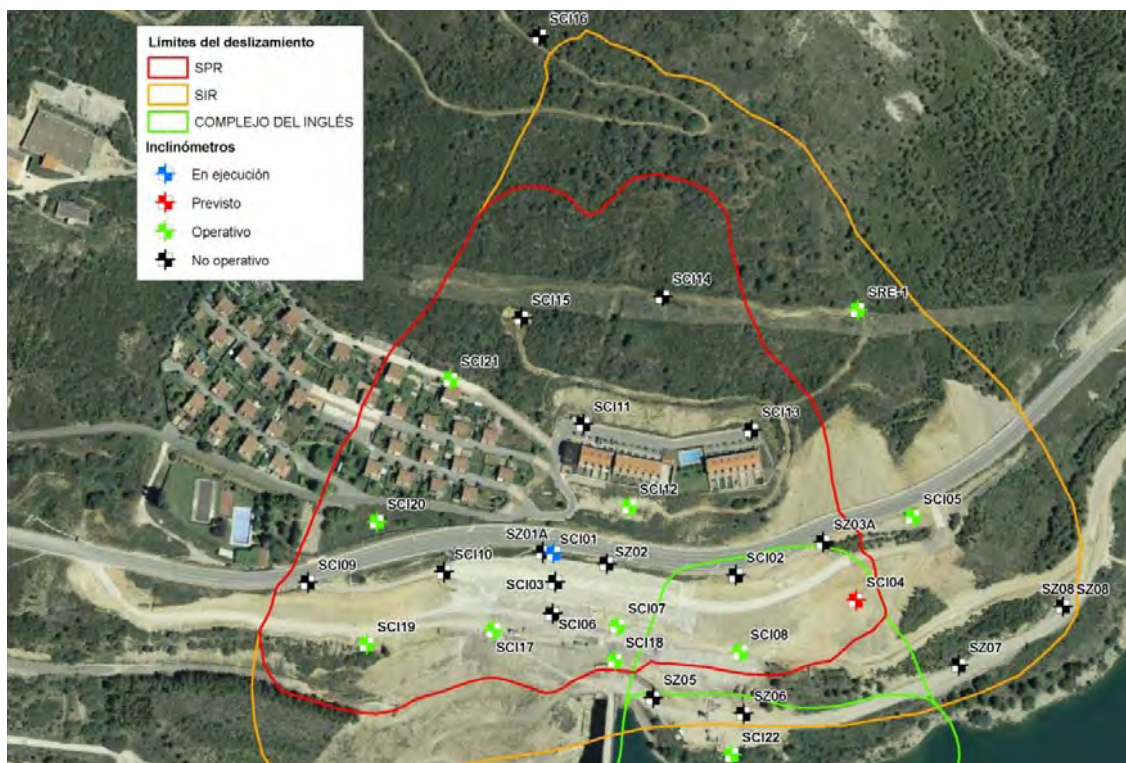 SCI16
Límites del deslizamiento
SPR
SIR
COMPLEJO DEL INGLÉS
Inclinómetros
En ejecución
Previsto
Operativo
No operativo
SCI14
SRE-1
SCI15
SCI21
SCI11
SCI13
SCI12
SCI20
SCI05
SZ01A
SCI01
SZ03A
SZ02
SCI10
SCI02
SCI09
SCI03
SCI04
SZ08
SZ08
SCI07
SCI06
SCI19
SCI17
SCI18
SCI08
SZ07
SZ05
SZ06
SCI22